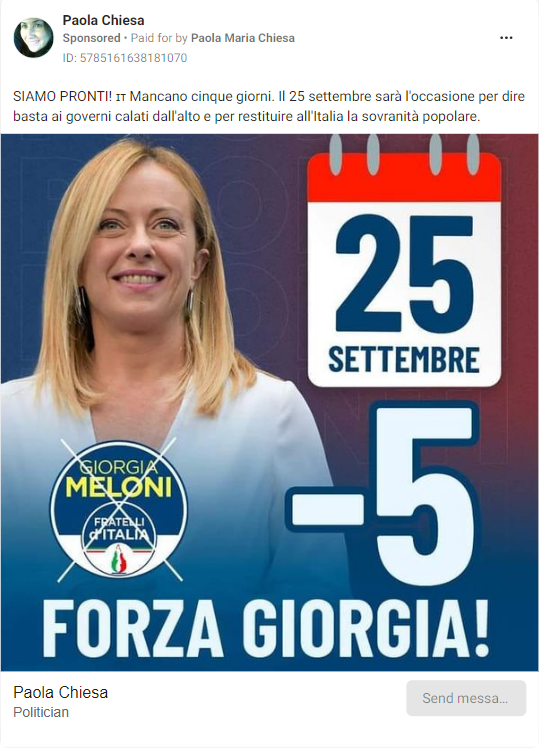 Paola Chiesa
Sponsored • Paid for by Paola Maria Chiesa
ID: 5785161638181070
SIAMO PRONTI! ɪᴛ Mancano cinque giorni. Il 25 settembre sarà l'occasione per dire
basta ai governi calati dall'alto e per restituire all'Italia la sovranità popolare.
25
SETTEMBRE
-5
GIORGIA
MELONI
FRATELLI
d'ITALIA
FORZA GIORGIA!
Paola Chiesa
Politician
Send messa...